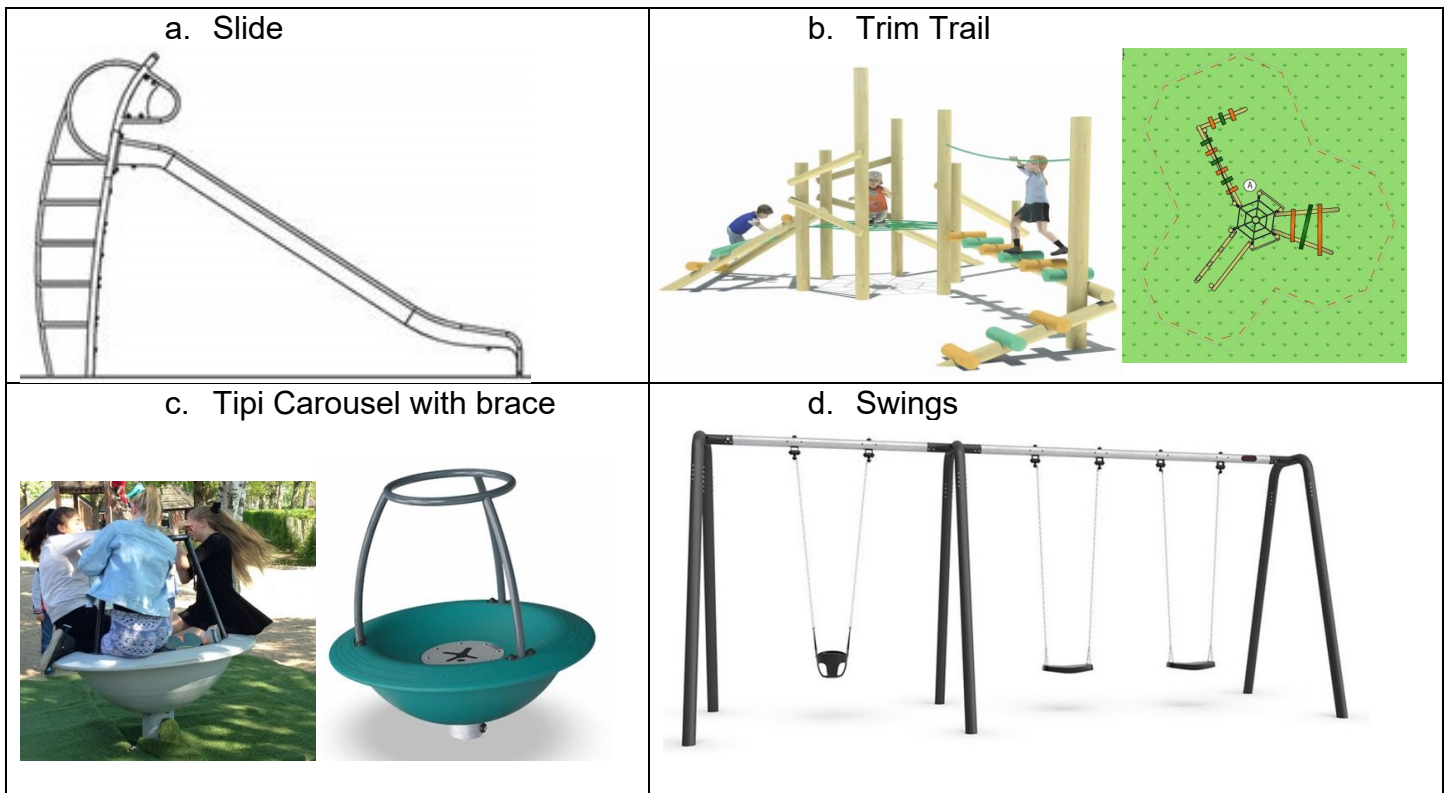 a. Slide
b. Trim Trail
A
c. Tipi Carousel with brace
d. Swings